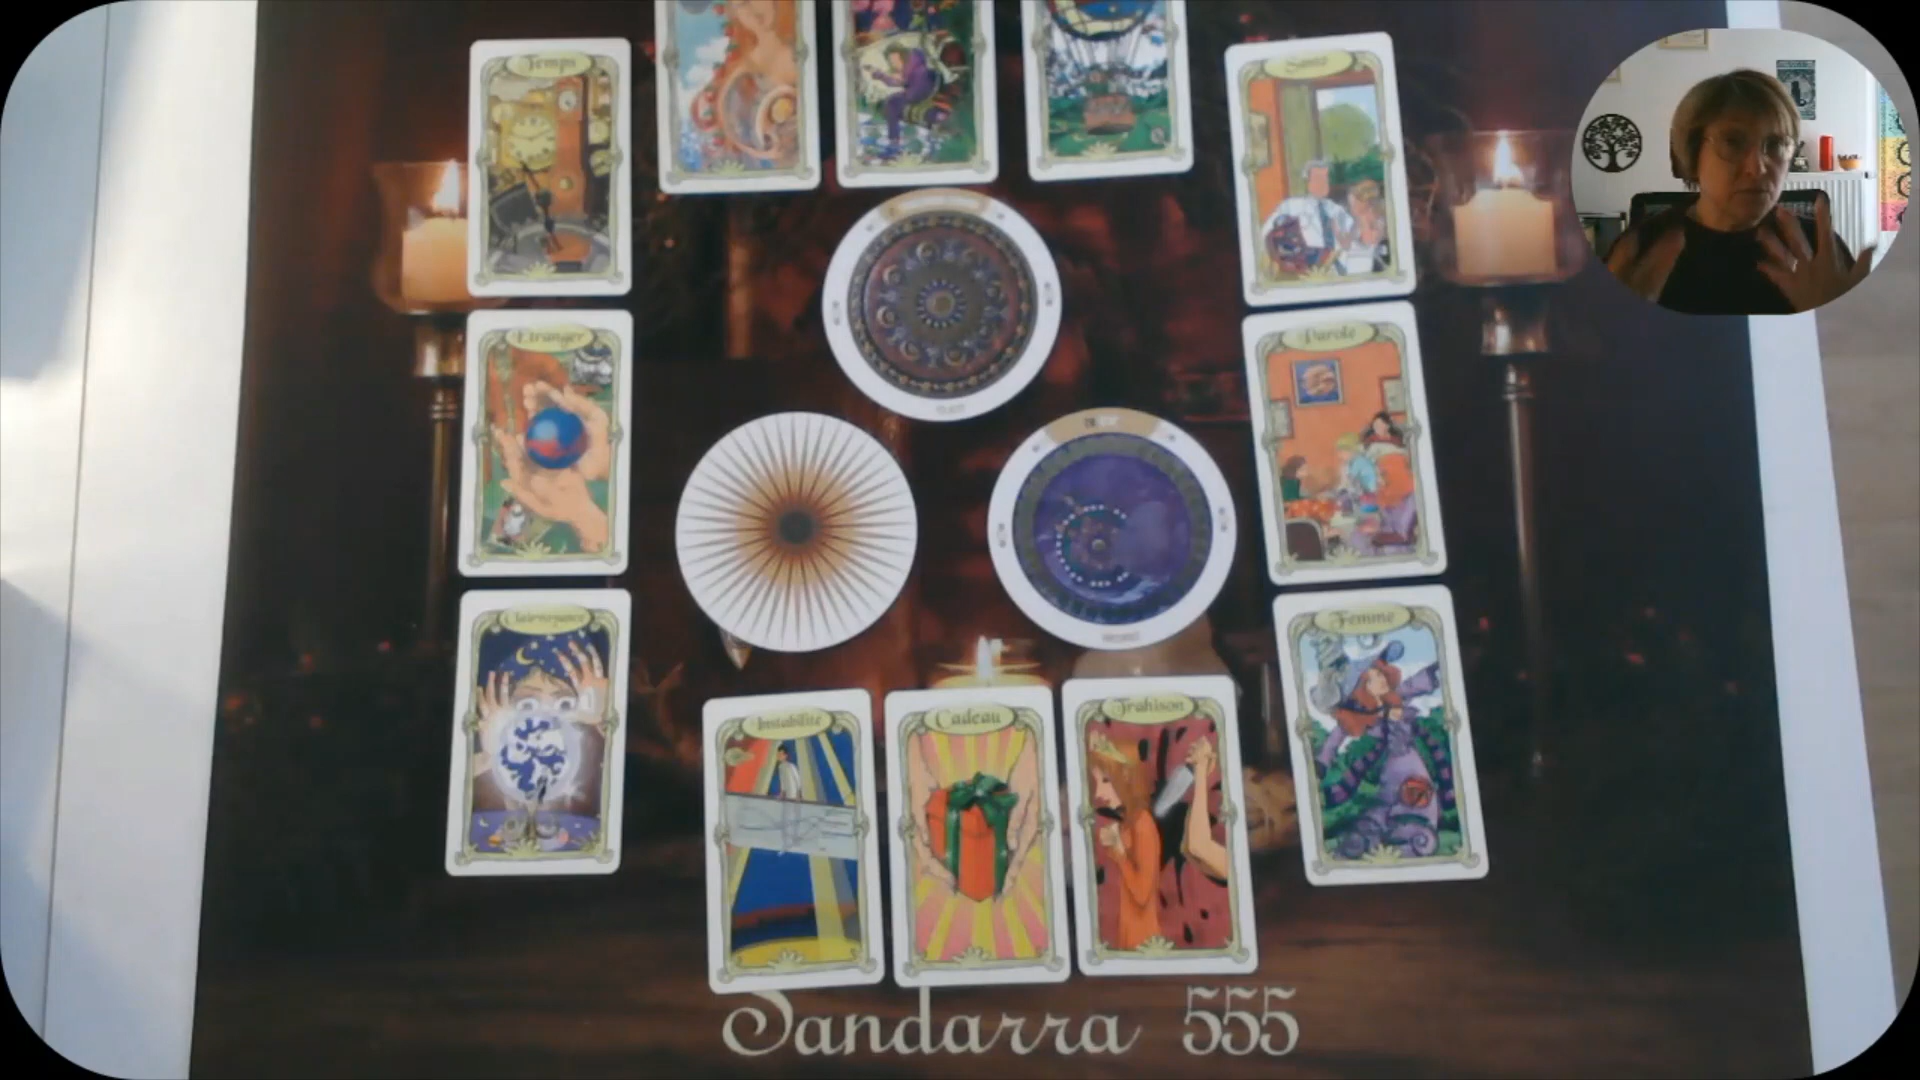 Temps
Santé
Etranger
Parole
Clairvoyance
Femme
Instabilité
Cadeau
Trahison
Sandarra 555